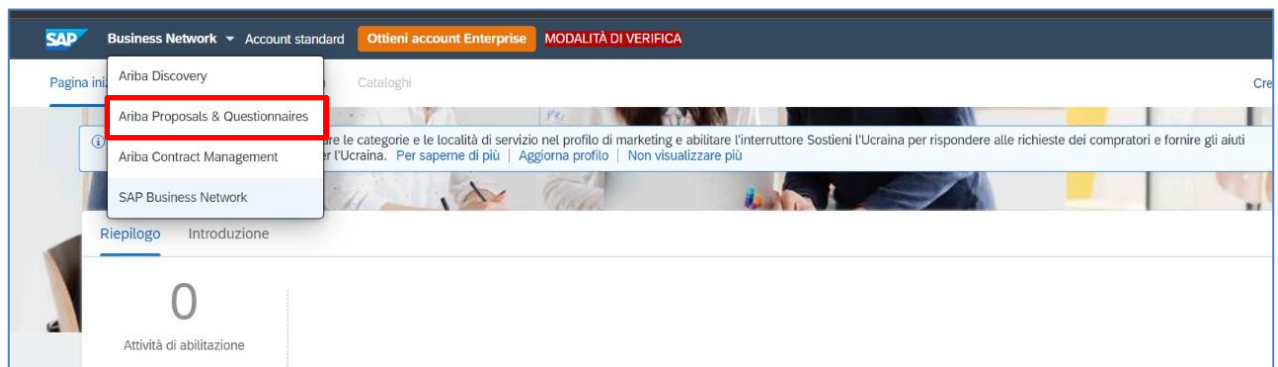 SAP Business Network Account standard Ottieni account Enterprise MODALITÀ DI VERIFICA
Pagina Cataloghi Cre
Ariba Discovery
Ariba Proposals & Questionnaires
re le categorie e le località di servizio nel profilo di marketing e abilitare l'interruttore Sostieni l'Ucraina per rispondere alle richieste dei compratori e fornire gli aiuti
Ariba Contract Management
er l'Ucraina. Per saperne di più | Aggiorna profilo | Non visualizzare più
SAP Business Network
Riepilogo Introduzione
0
Attività di abilitazione